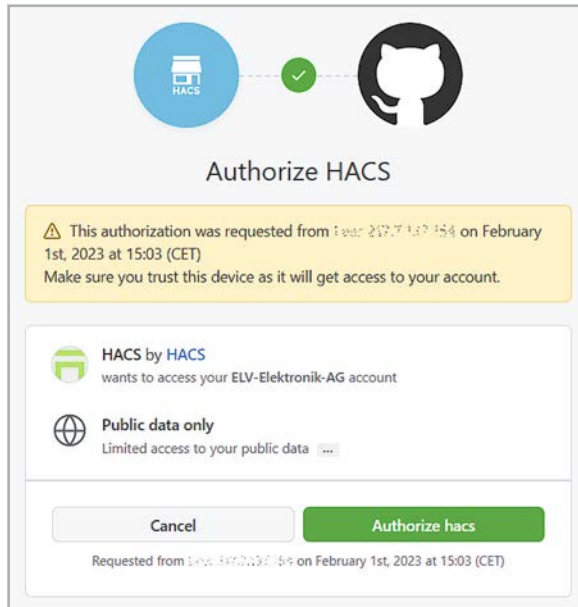 HACS
Authorize HACS
This authorization was requested from on February
1st, 2023 at 15:03 (CET)
Make sure you trust this device as it will get access to your account.
HACS by HACS
wants to access your ELV-Elektronik-AG account
Public data only
Limited access to your public data ...
Cancel
Authorize hacs
Requested from on February 1st, 2023 at 15:03 (CET)